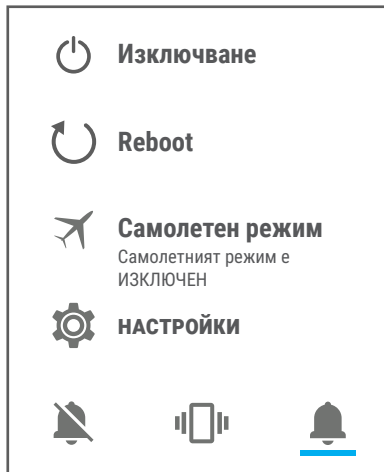 Изключване
Reboot
Самолетен режим
Самолетният режим е
ИЗКЛЮЧЕН
НАСТРОЙКИ